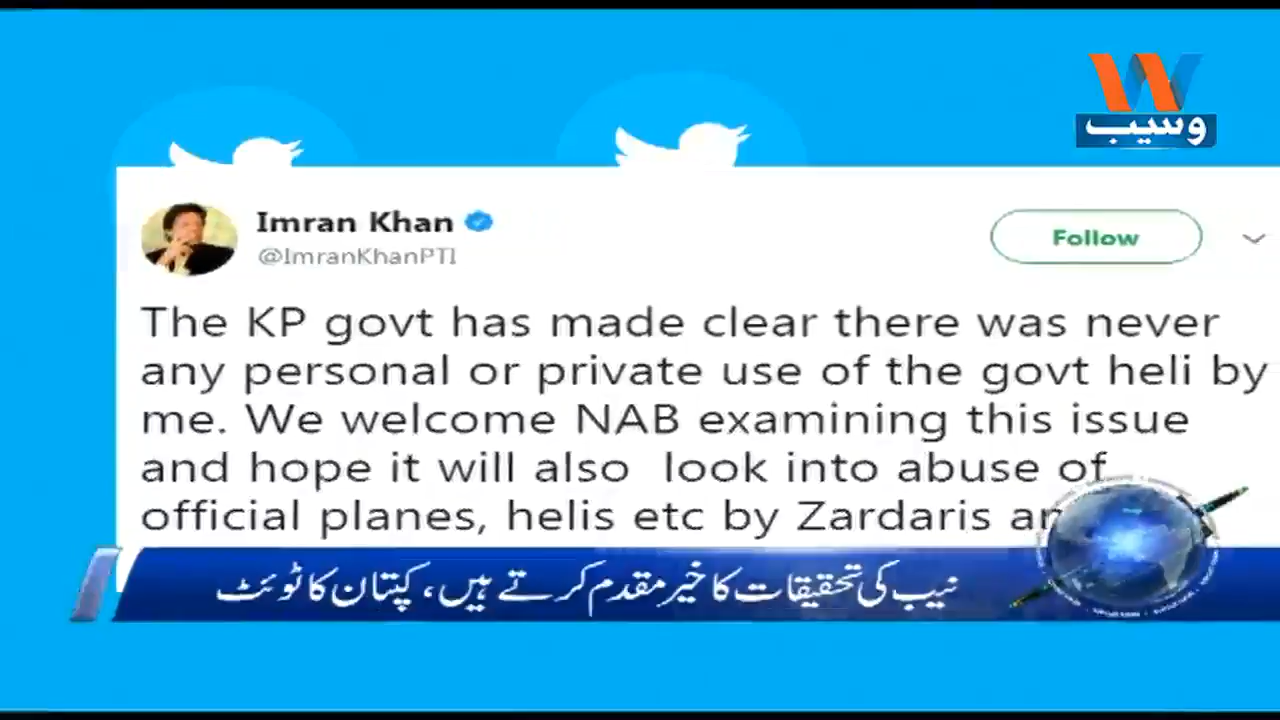 وسیب
Imran Khan
@ImranKhanPTI
Follow
The KP govt has made clear there was never
any personal or private use of the govt heli by
me. We welcome NAB examining this issue
and hope it will also look into abuse of
official planes, helis etc by Zardaris
نیب کی تحقیقات کا خیر مقدم کرتے ہیں، کپتان کا ٹوئٹ